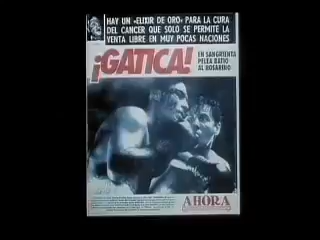 HAY UN «ELIXIR DE ORO» PARA LA CURA
DEL CANCER QUE SOLO SE PERMITE LA
VENTA LIBRE EN MUY POCAS NACIONES
¡GATICA!
EN SANGRIENTA
PELEA BATIO
AL ROSARINO
AHORA